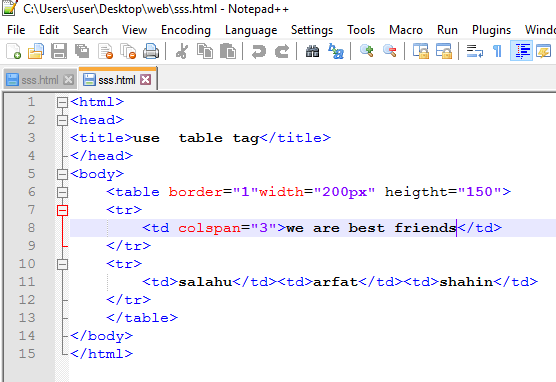 C:\Users\user\Desktop\web\sss.html - Notepad++
File Edit Search View Encoding Language Settings Tools Macro Run Plugins
sss.html sss.html
1 <html>
2 <head>
3 <title>use  table tag</title>
4 </head>
5 <body>
6 <table border="1"width="200px" heigtht="150">
7 <tr>
8 <td colspan="3">we are best friends</td>
9 </tr>
10 <tr>
11 <td>salahu</td><td>arfat</td><td>shahin</td>
12 </tr>
13 </table>
14 </body>
15 </html>